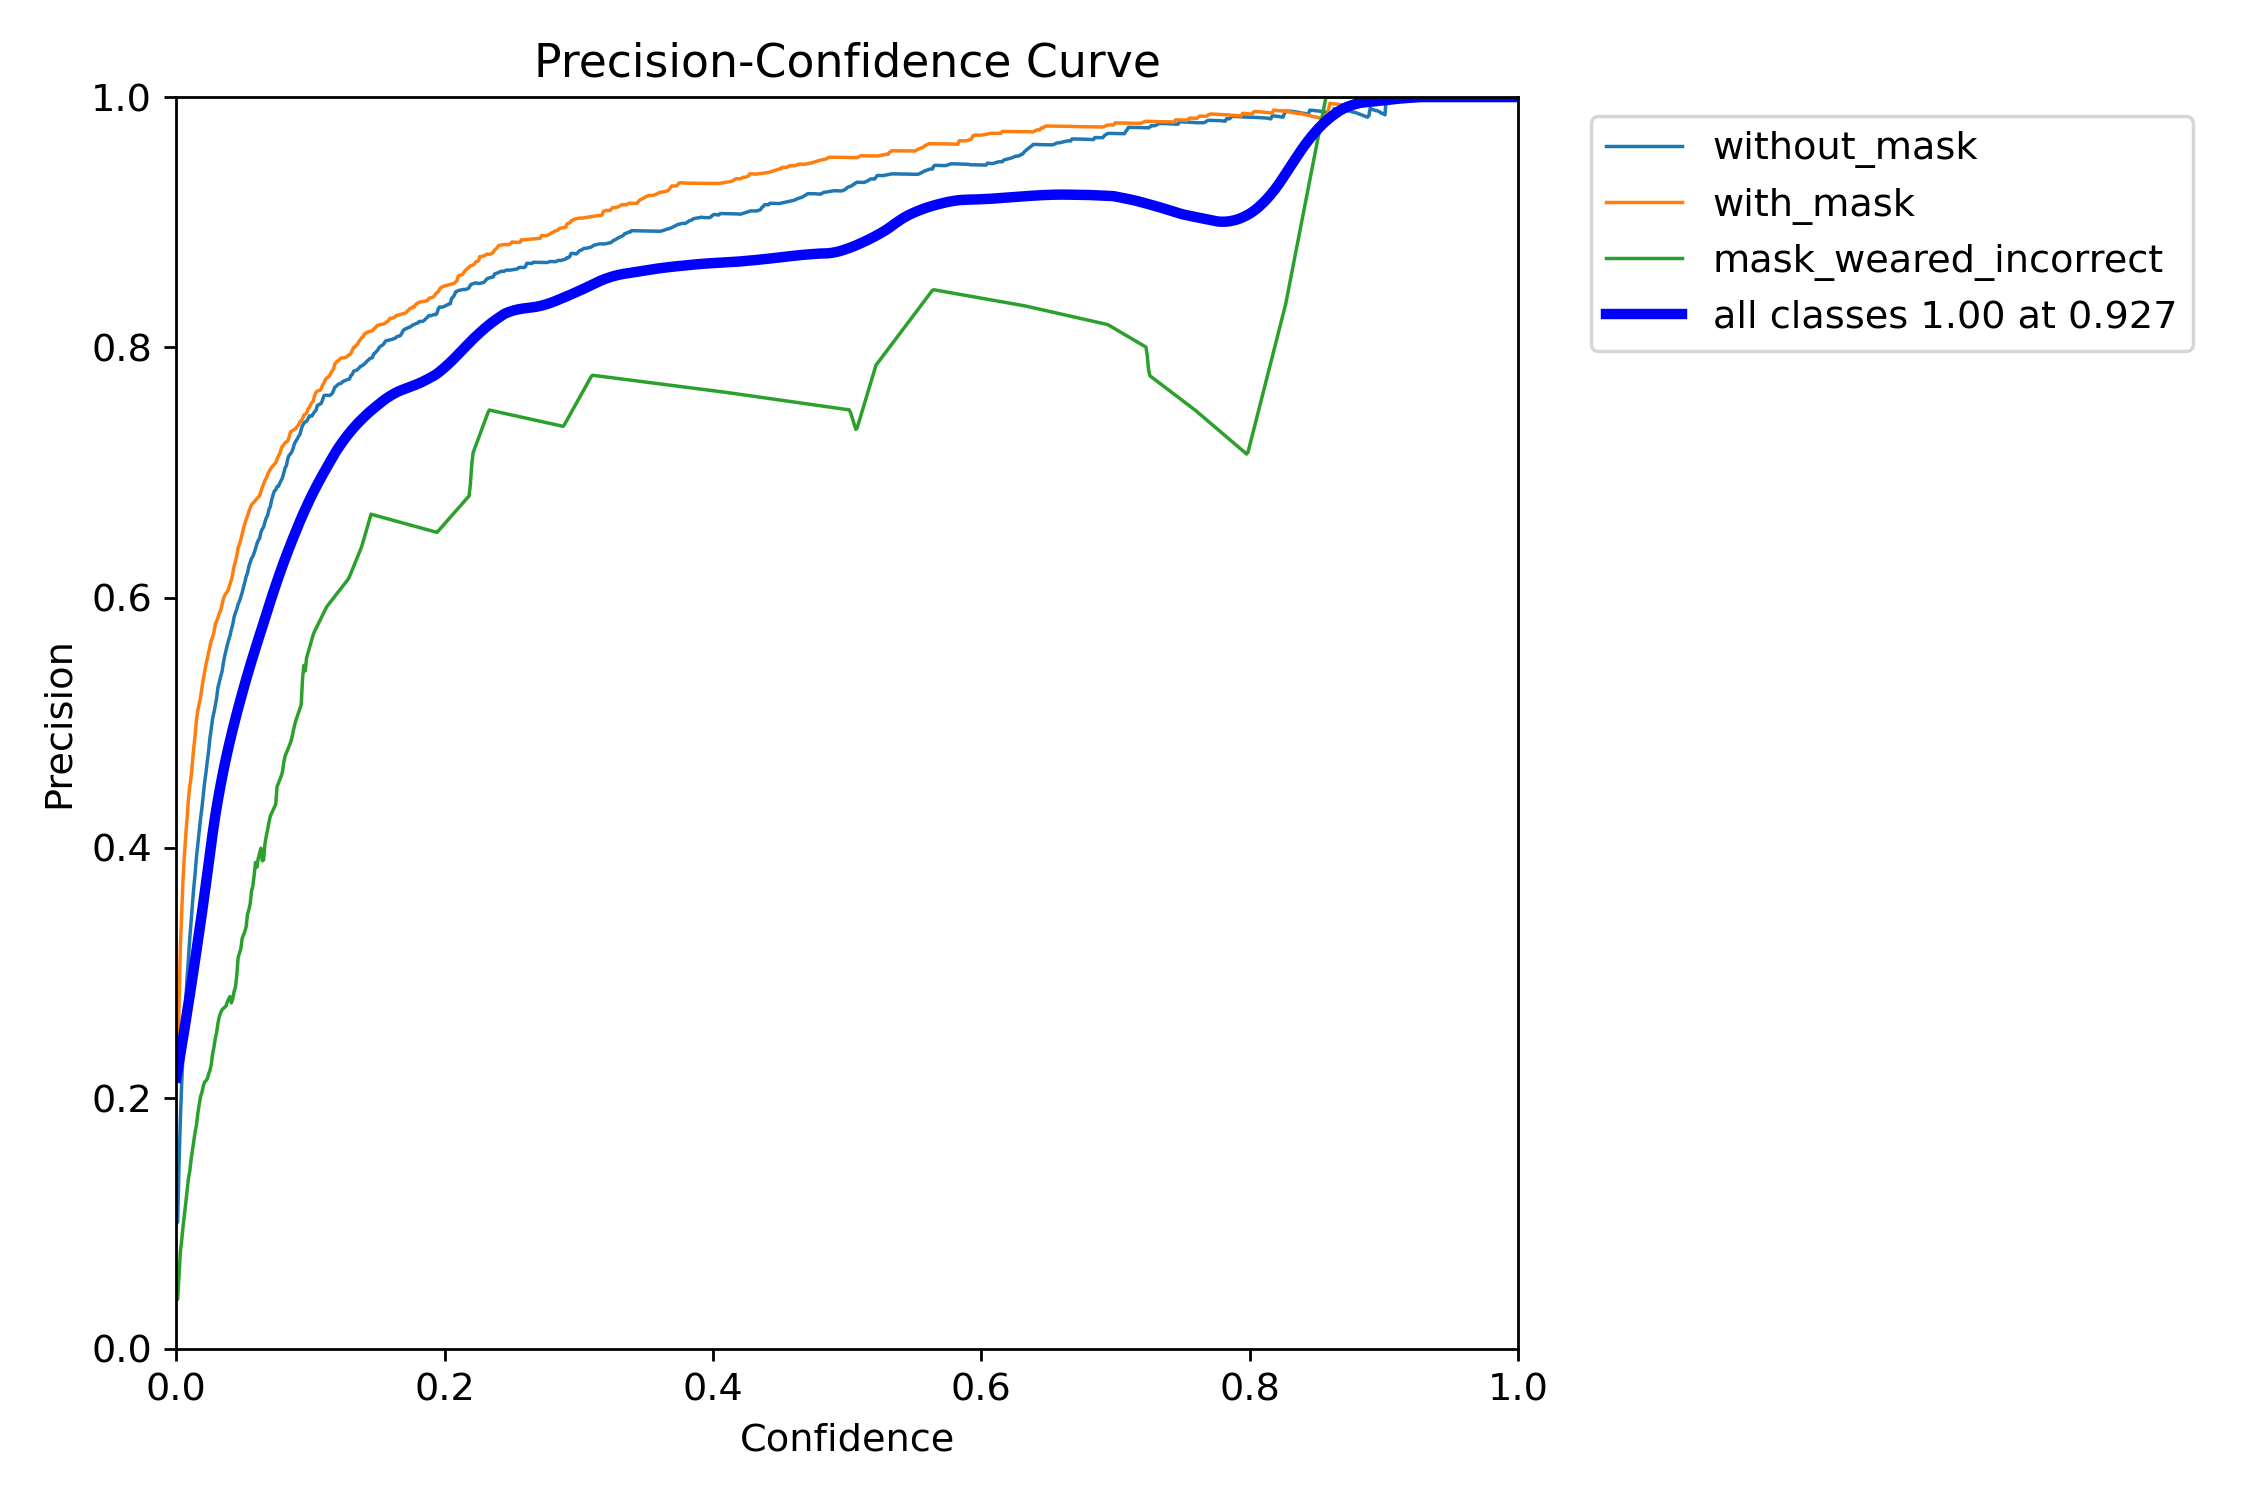 Precision-Confidence Curve
1.0
0.8
0.6
0.4
0.2
0.0
Precision
0.0 0.2 0.4 0.6 0.8 1.0
Confidence
without_mask
with_mask
mask_weared_incorrect
all classes 1.00 at 0.927